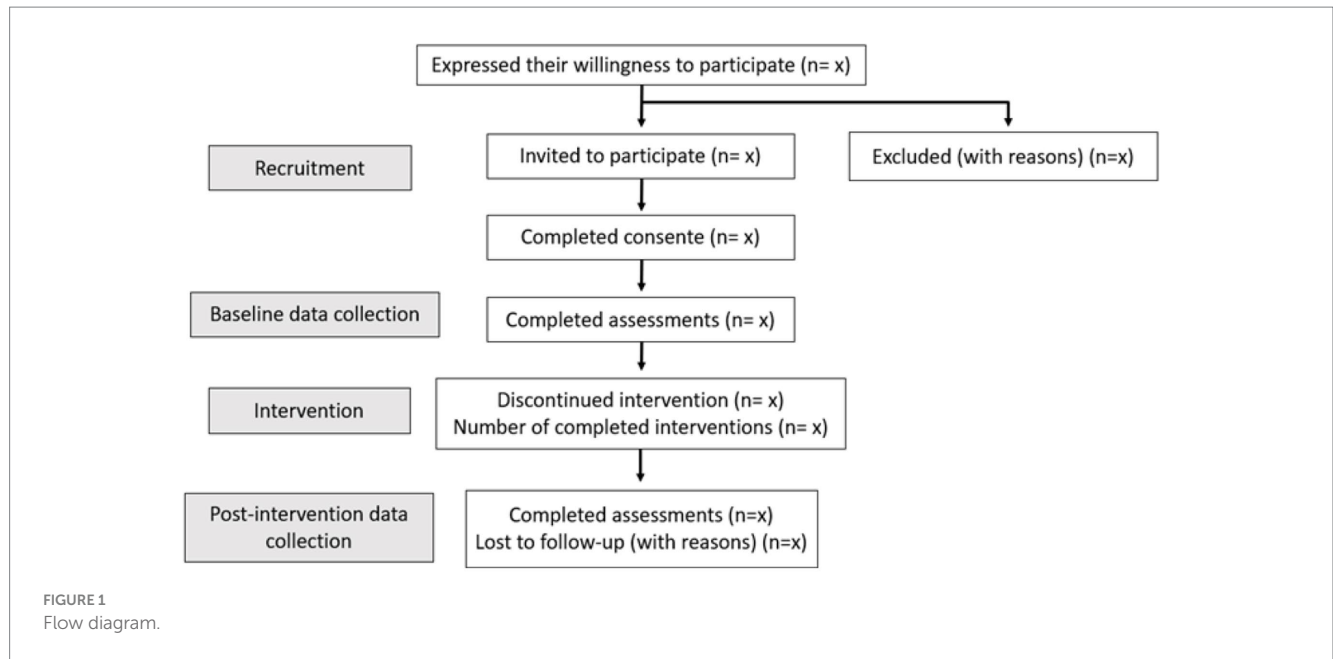 Expressed their willingness to participate (n= x)
Recruitment
Invited to participate (n= x)
Excluded (with reasons) (n=x)
Completed consente (n= x)
Baseline data collection
Completed assessments (n= x)
Intervention
Discontinued intervention (n= x)
Number of completed interventions (n= x)
Post-intervention data
collection
Completed assessments (n=x)
Lost to follow-up (with reasons) (n=x)
FIGURE 1
Flow diagram.